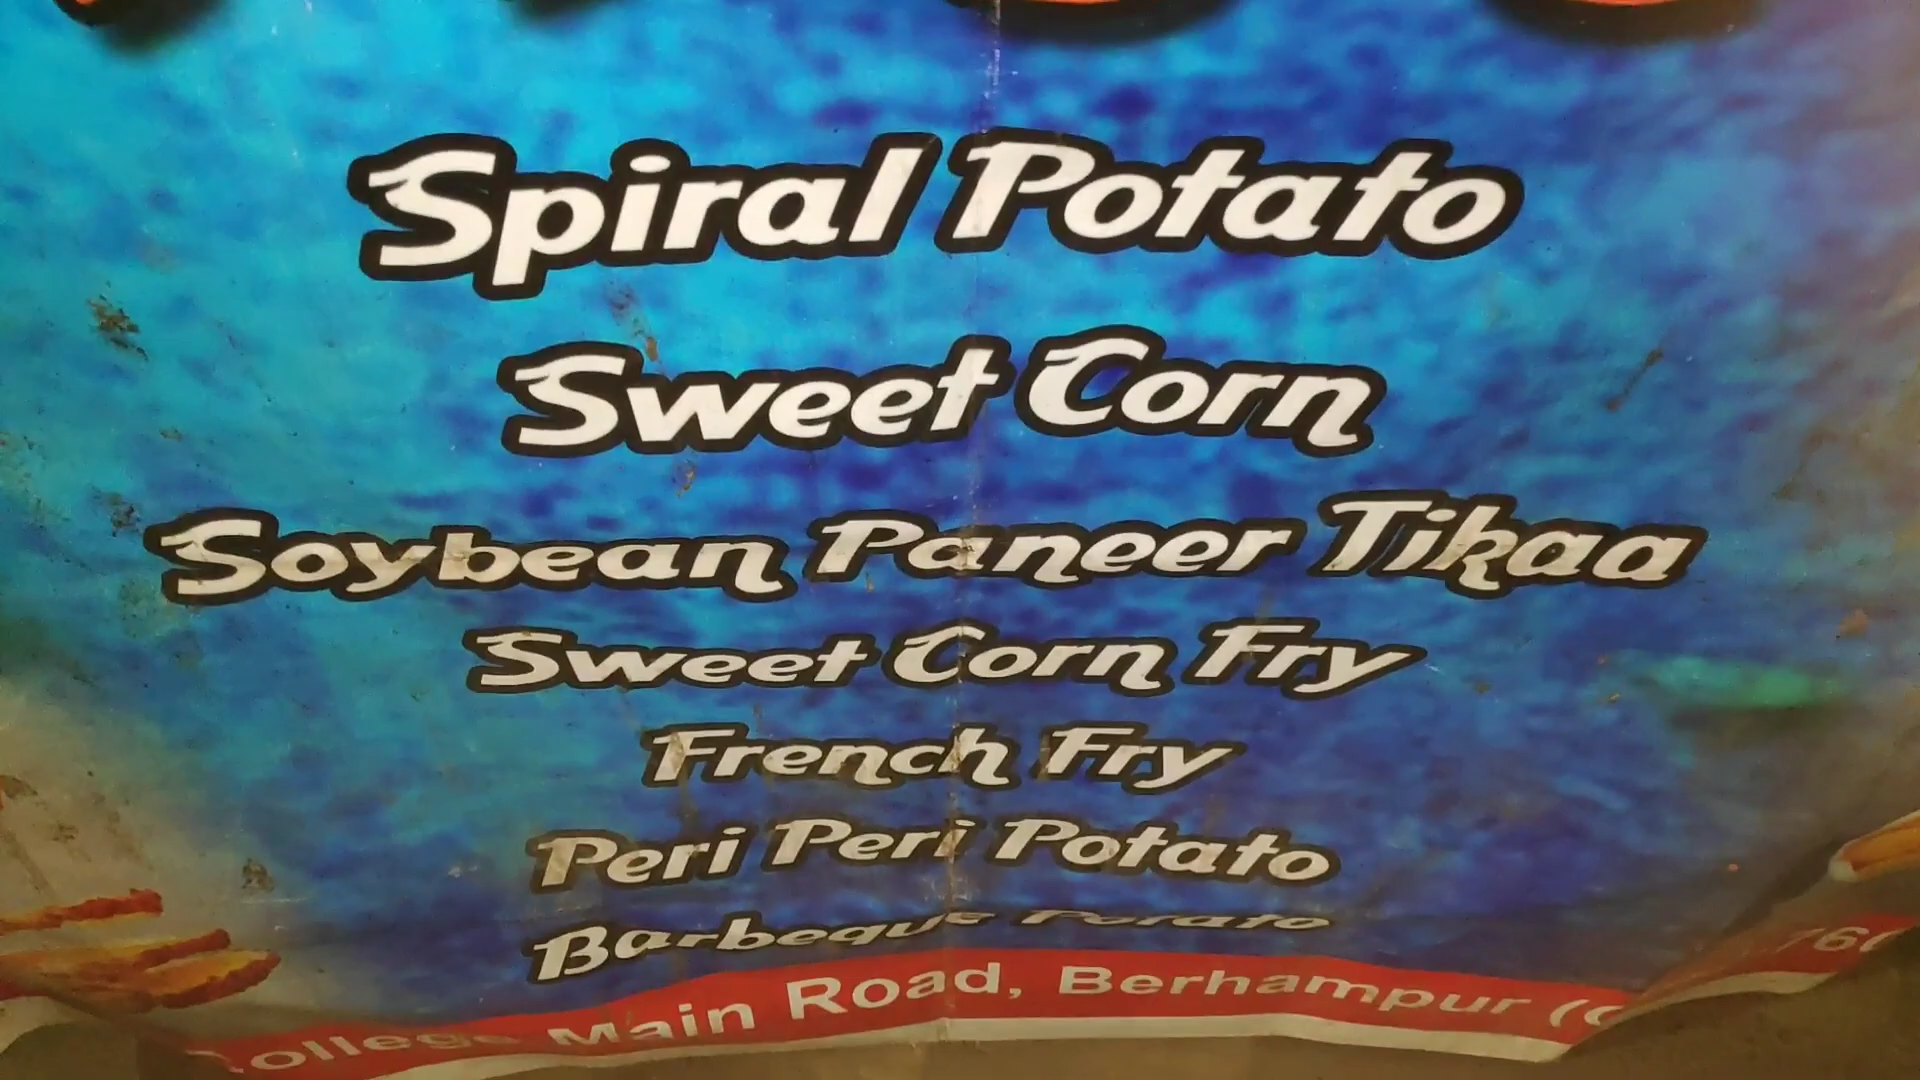 Spiral Potato
Sweet Corn
Soybean Paneer Tikaa
Sweet Corn Fry
French Fry
Peri Peri Potato
Barbeque Potato
College Main Road, Berhampur (